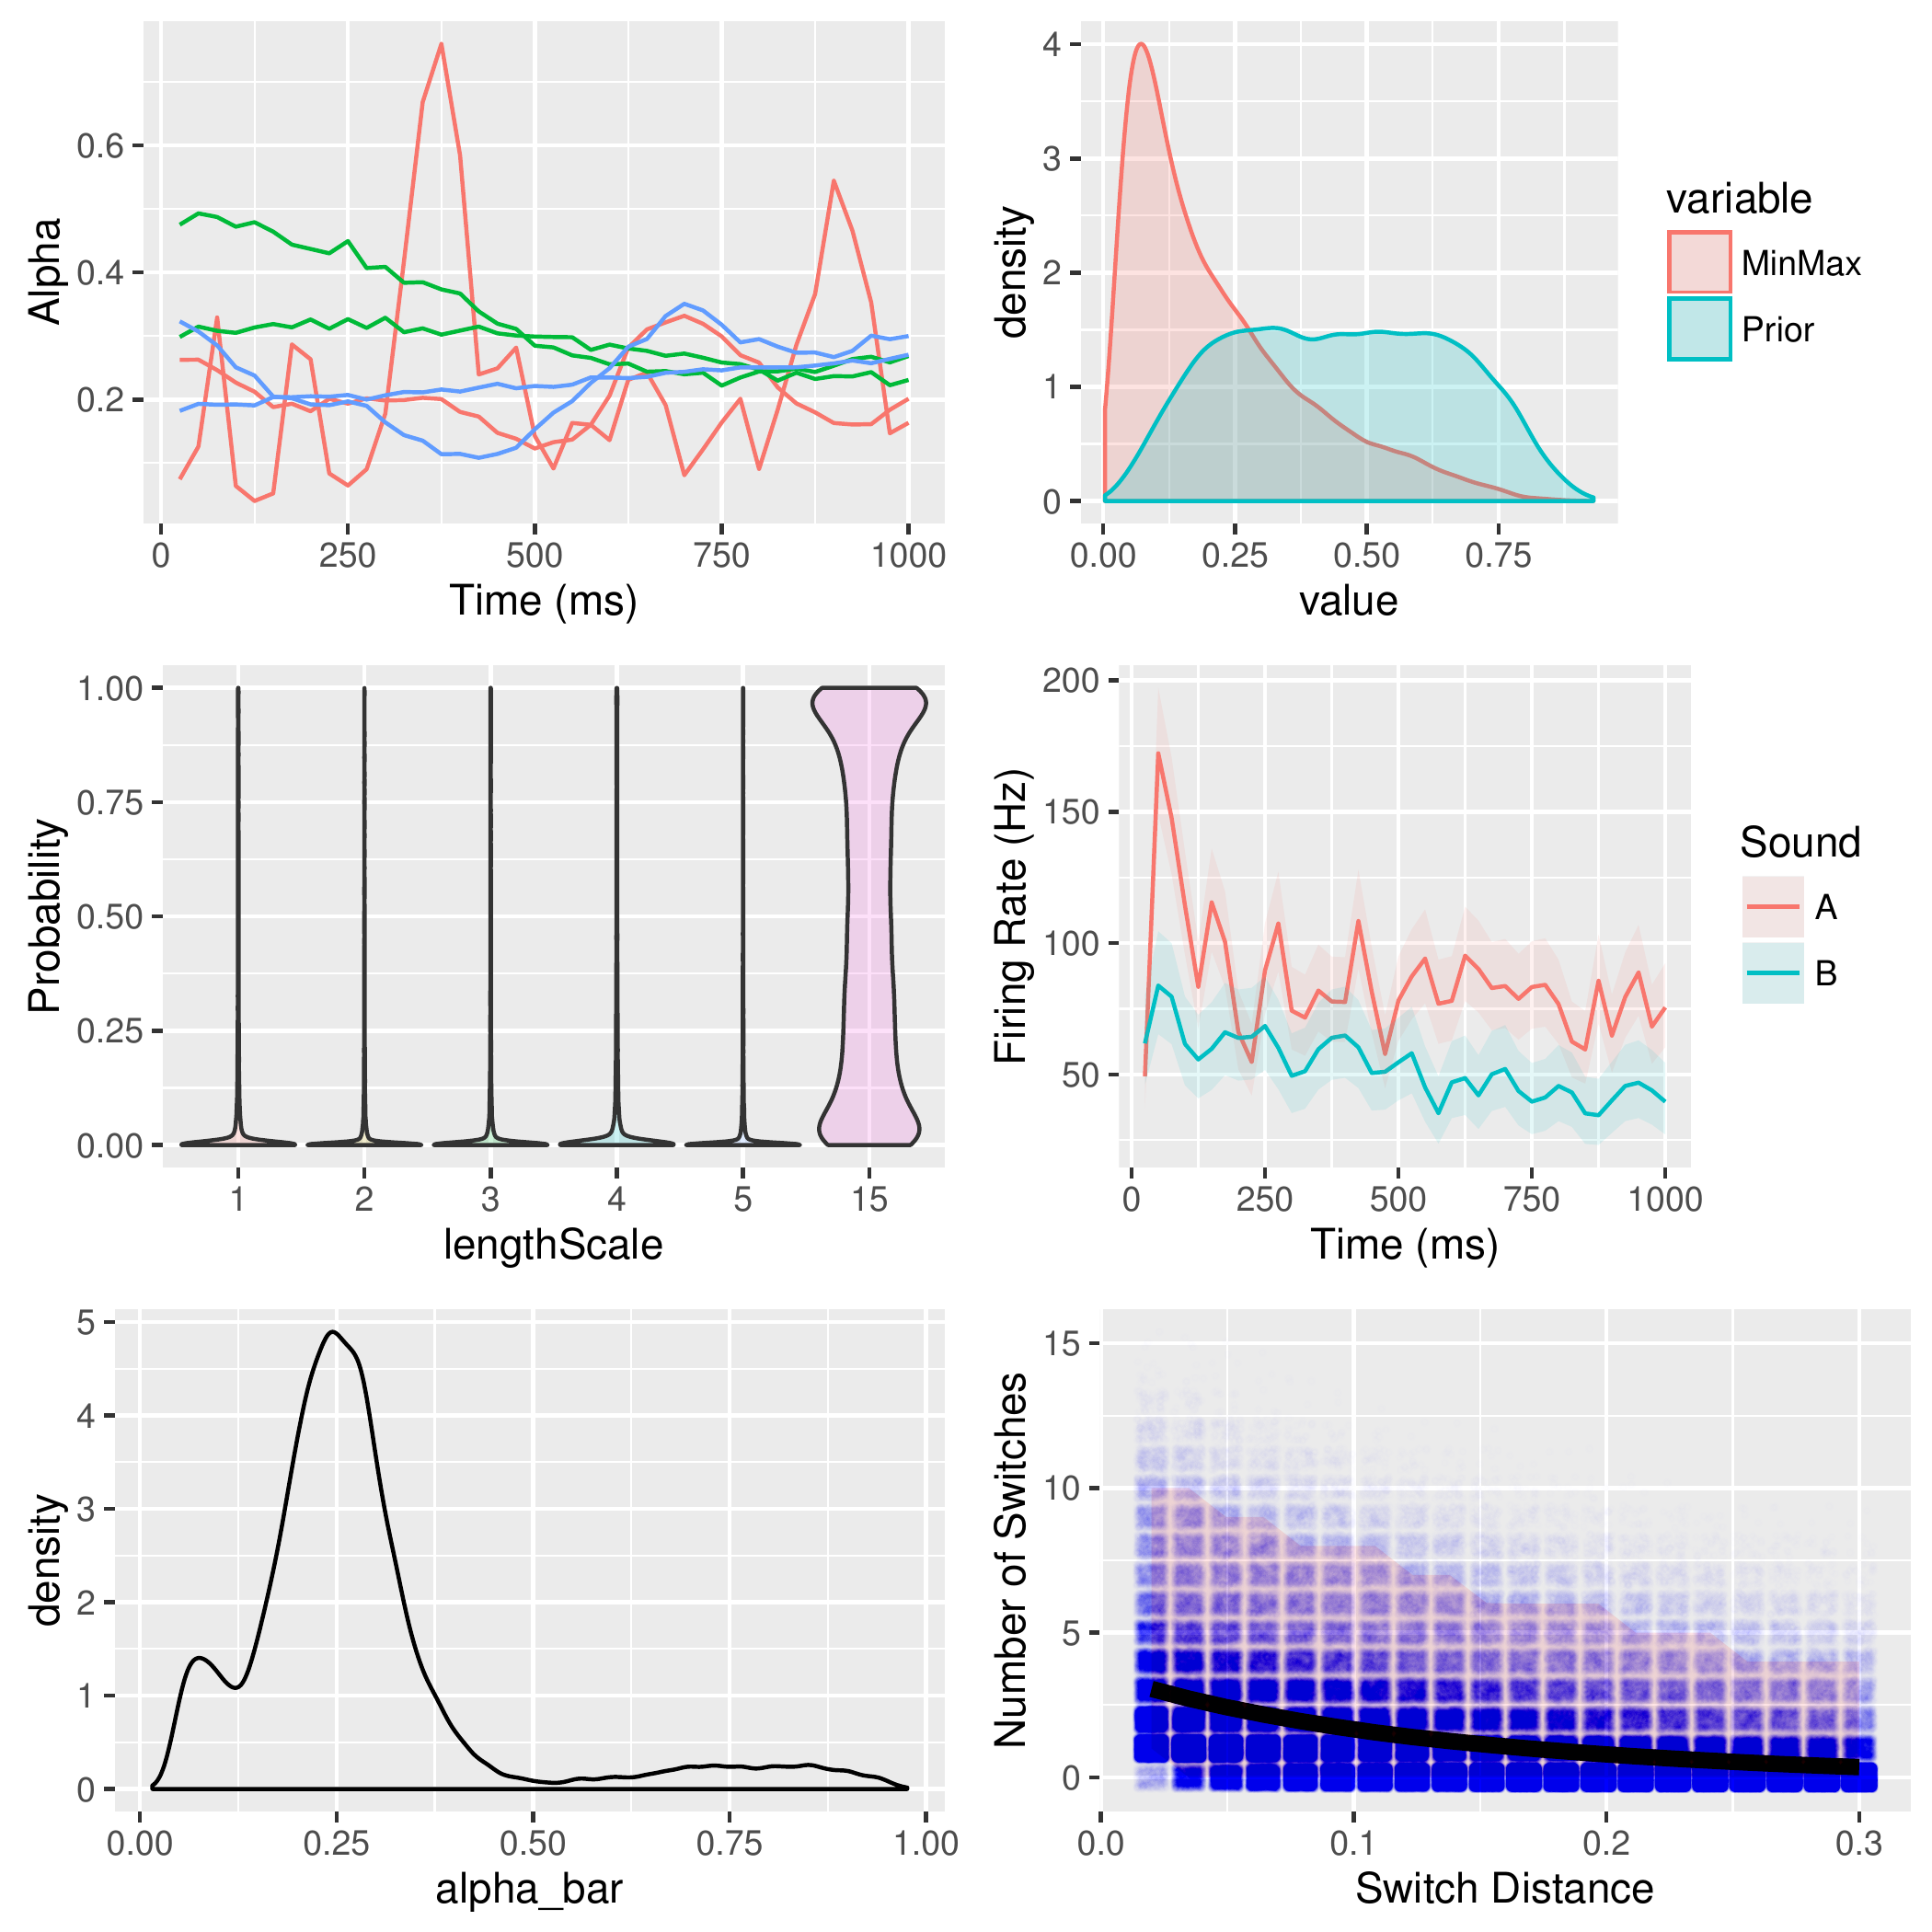 Alpha
0.6
0.4
0.2
0 250 500 750 1000
Time (ms)
density
4
3
2
1
0
0.00 0.25 0.50 0.75
value
variable
MinMax
Prior
Probability
1.00
0.75
0.50
0.25
0.00
1 2 3 4 5 15
lengthScale
Firing Rate (Hz)
200
150
100
50
0 250 500 750 1000
Time (ms)
Sound
A
B
density
5
4
3
2
1
0
0.00 0.25 0.50 0.75 1.00
alpha_bar
Number of Switches
15
10
5
0
0.0 0.1 0.2 0.3
Switch Distance